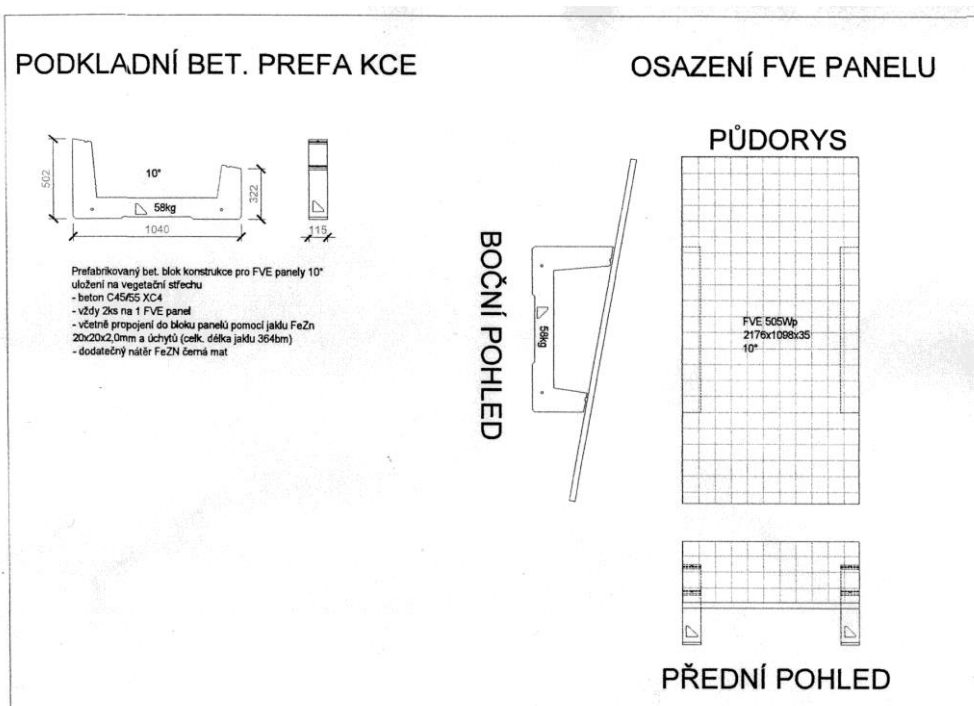 PODKLADNÍ BET. PREFA KCE
OSAZENÍ FVE PANELU
PŮDORYS
502
10°
58kg
322
1040
115
Prefabrikovaný bet. blok konstrukce pro FVE panely 10°
uložení na vegetační střechu
- beton C45/55 XC4
- vždy 2ks na 1 FVE panel
- včetně propojení do bloku panelů pomocí jaklu FeZn
20x20x2,0mm a úchytů (celk. délka jaklu 364bm)
- dodatečný nátěr FeZN černá mat
BOČNÍ POHLED
58kg
FVE 505Wp
2176x1098x35
10°
PŘEDNÍ POHLED